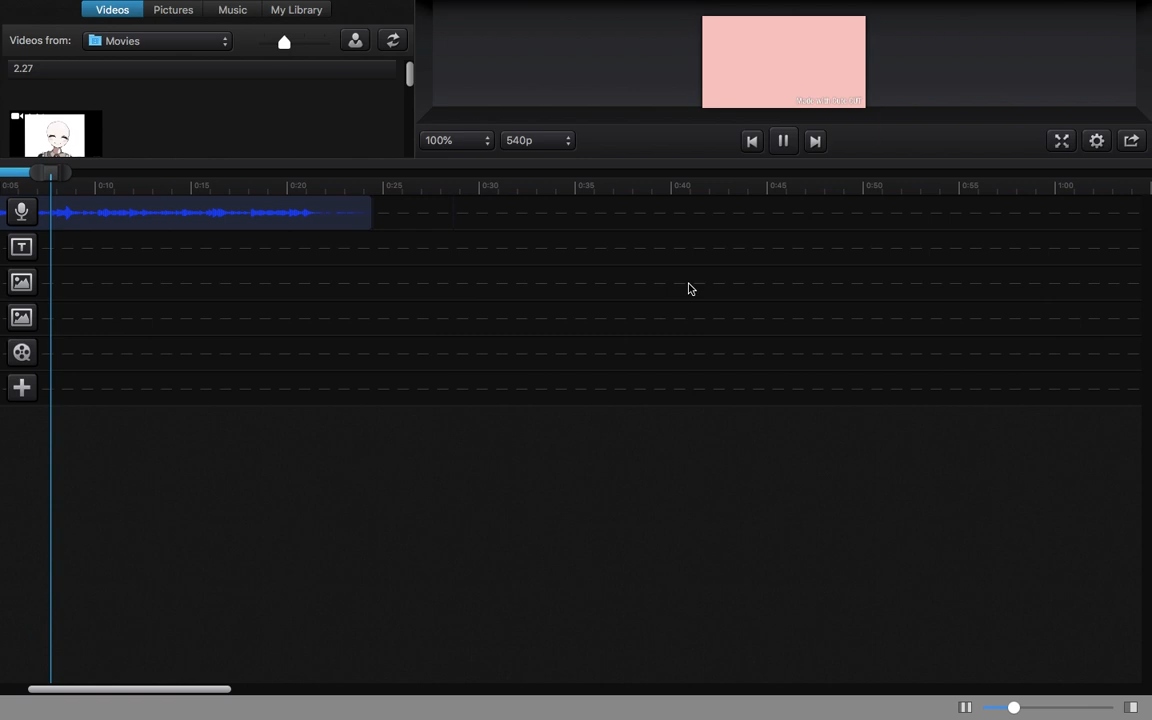 Videos Pictures Music My Library
Videos from: Movies
2.27
100% 540p
0:05 0:10 0:15 0:20 0:25 0:30 0:35 0:40 0:45 0:50 0:55 1:00
T